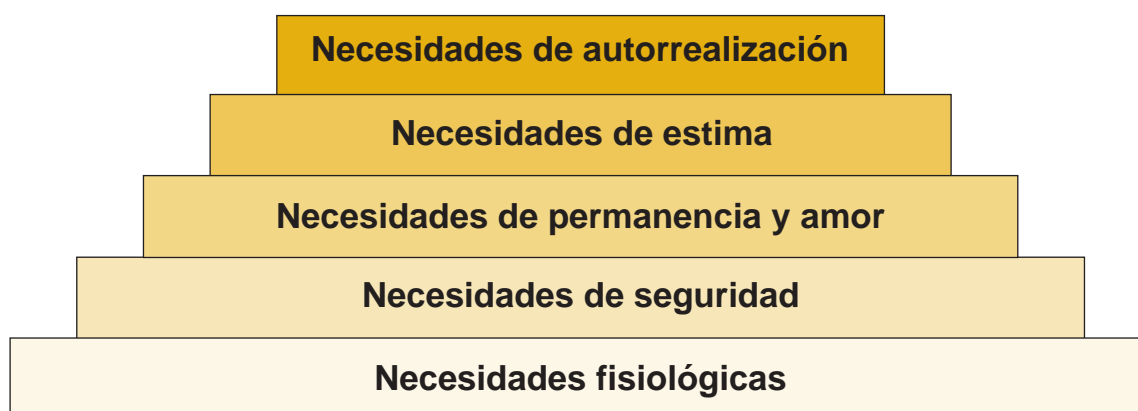 Necesidades de autorrealización
Necesidades de estima
Necesidades de permanencia y amor
Necesidades de seguridad
Necesidades fisiológicas